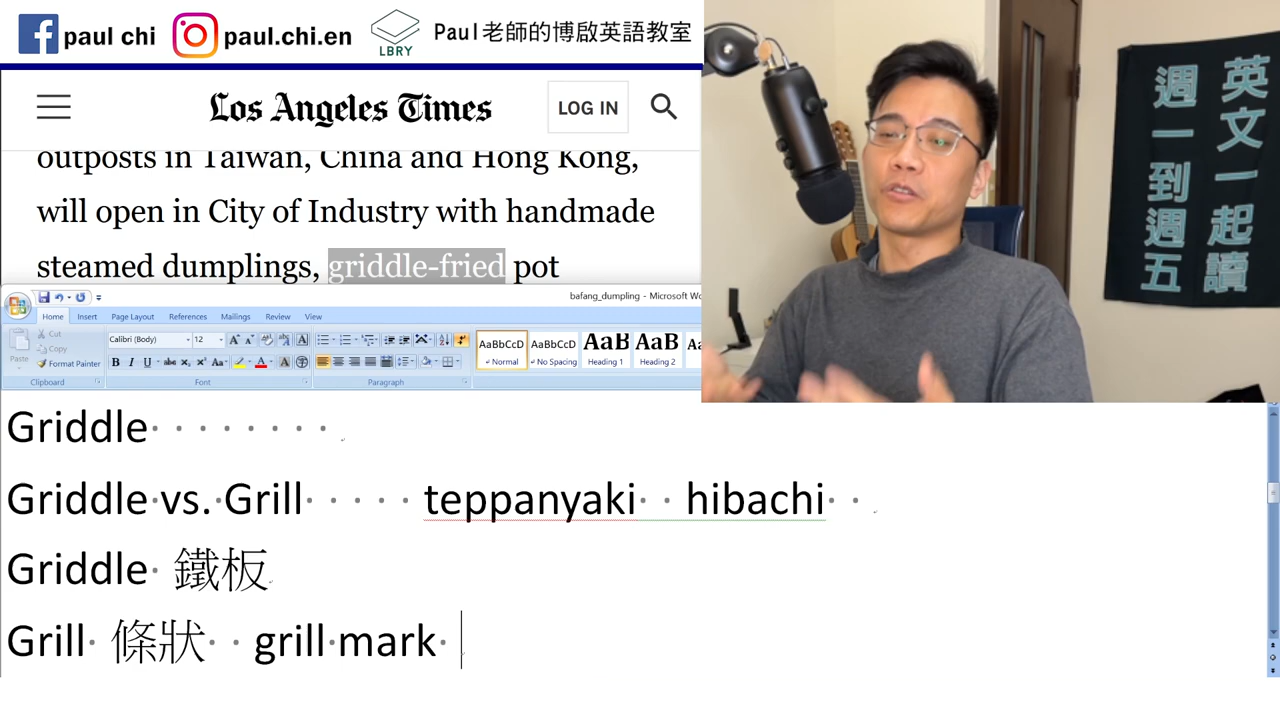 paul chi
paul.chi.en
LBRY
Paul老師的博啟英語教室
Los Angeles Times
LOG IN
outposts in Taiwan, China and Hong Kong,
will open in City of Industry with handmade
steamed dumplings, griddle-fried pot
bafang_dumpling - Microsoft Wo
Home Insert Page Layout References Mailings Review View
Paste
Cut
Copy
Format Painter
Clipboard
Calibri (Body) 12
Font
Paragraph
AaBbCcD AaBbCcD AaB AaBbC
Normal No Spacing Heading 1 Heading 2
Griddle
Griddle vs. Grill teppanyaki hibachi
Griddle 鐵板
Grill 條狀 grill mark
英文一起讀
週一到週五